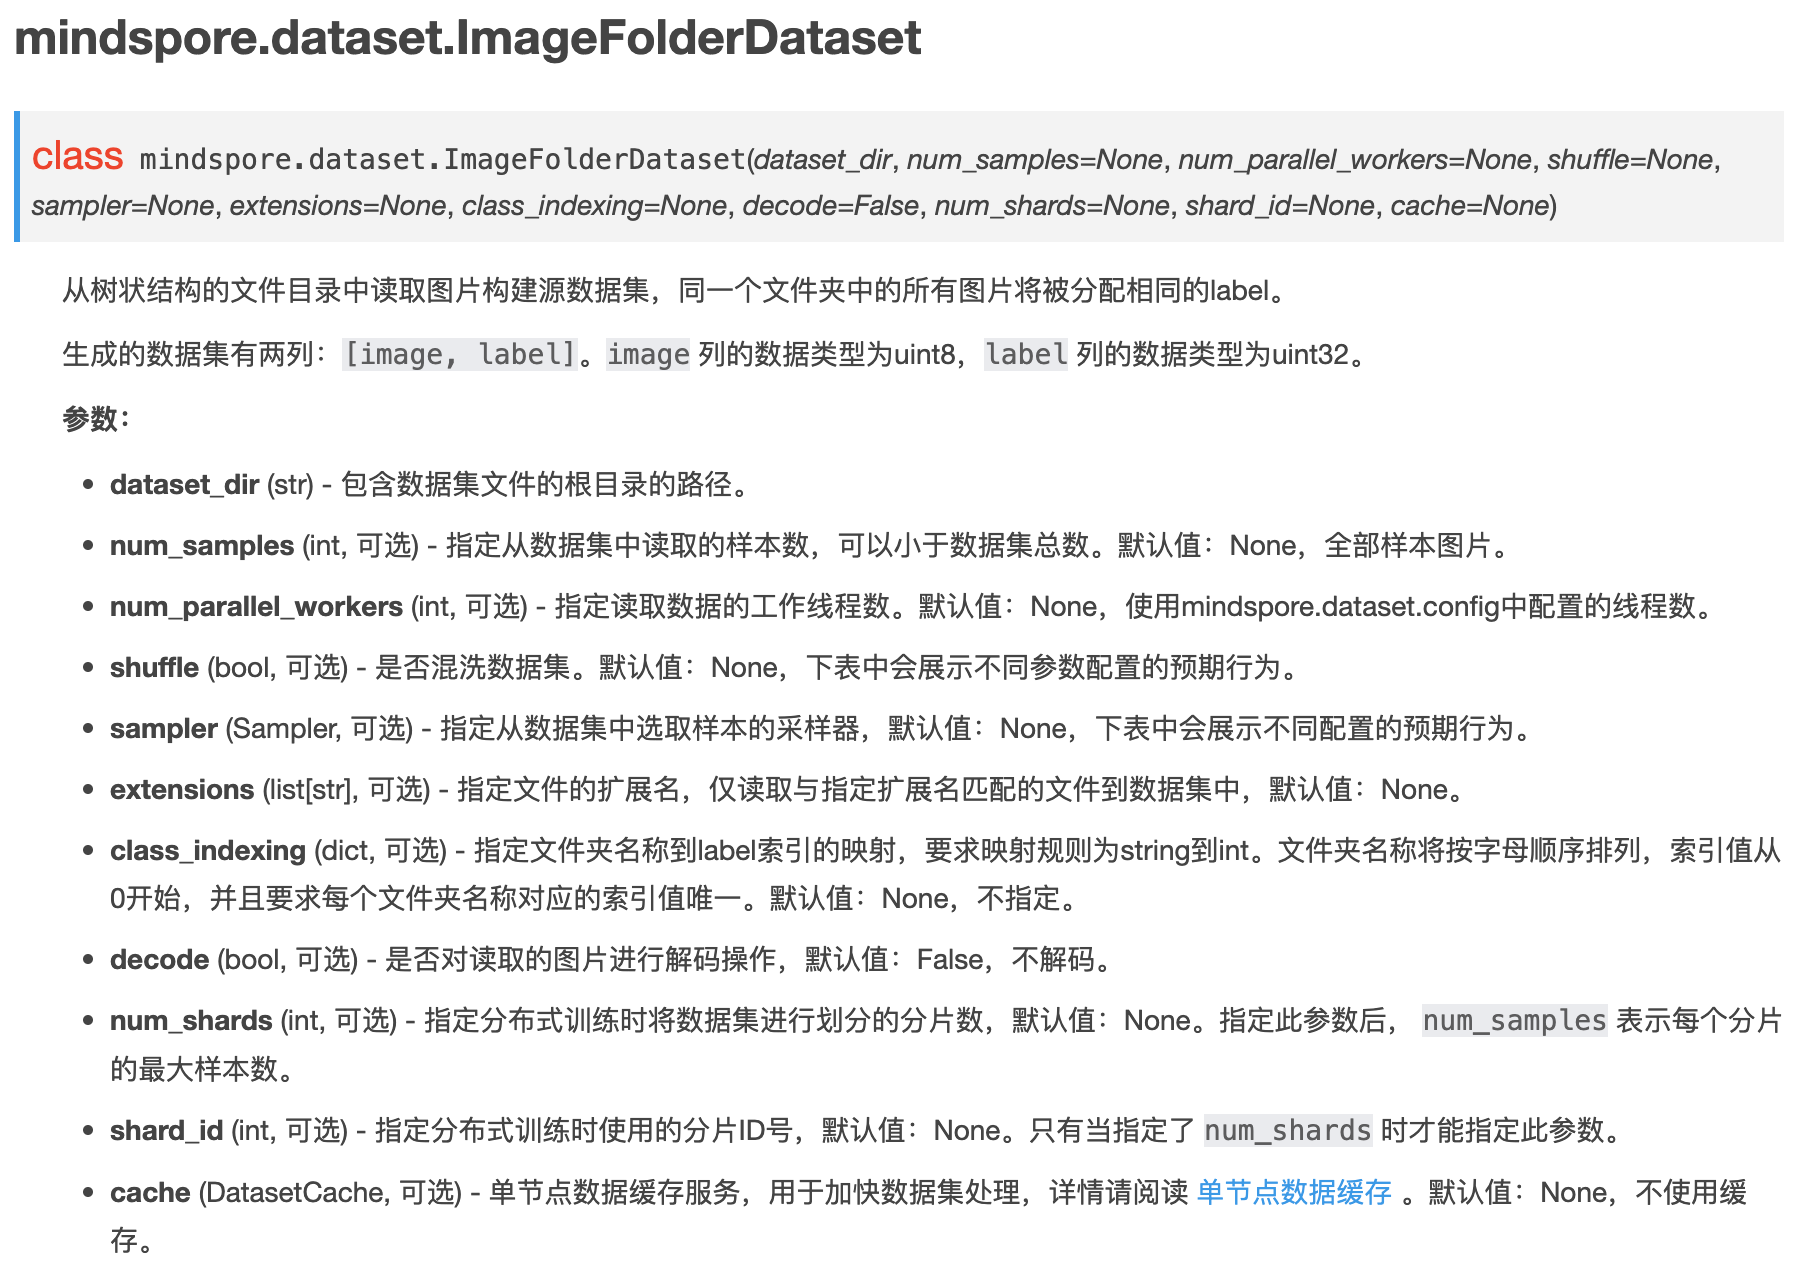 mindspore.dataset.ImageFolderDataset
class mindspore.dataset.ImageFolderDataset(dataset_dir, num_samples=None, num_parallel_workers=None, shuffle=None,
sampler=None, extensions=None, class_indexing=None, decode=False, num_shards=None, shard_id=None, cache=None)
从树状结构的文件目录中读取图片构建源数据集，同一个文件夹中的所有图片将被分配相同的label。
生成的数据集有两列：[image, label]。image 列的数据类型为uint8，label 列的数据类型为uint32。
参数：
• dataset_dir (str) - 包含数据集文件的根目录的路径。
• num_samples (int, 可选) - 指定从数据集中读取的样本数，可以小于数据集总数。默认值：None，全部样本图片。
• num_parallel_workers (int, 可选) - 指定读取数据的工作线程数。默认值：None，使用mindspore.dataset.config中配置的线程数。
• shuffle (bool, 可选) - 是否混洗数据集。默认值：None，下表中会展示不同参数配置的预期行为。
• sampler (Sampler, 可选) - 指定从数据集中选取样本的采样器，默认值：None，下表中会展示不同配置的预期行为。
• extensions (list[str], 可选) - 指定文件的扩展名，仅读取与指定扩展名匹配的文件到数据集中，默认值：None。
• class_indexing (dict, 可选) - 指定文件夹名称到label索引的映射，要求映射规则为string到int。文件夹名称将按字母顺序排列，索引值从
0开始，并且要求每个文件夹名称对应的索引值唯一。默认值：None，不指定。
• decode (bool, 可选) - 是否对读取的图片进行解码操作，默认值：False，不解码。
• num_shards (int, 可选) - 指定分布式训练时将数据集进行划分的分片数，默认值：None。指定此参数后， num_samples 表示每个分片
的最大样本数。
• shard_id (int, 可选) - 指定分布式训练时使用的分片ID号，默认值：None。只有当指定了 num_shards 时才能指定此参数。
• cache (DatasetCache, 可选) - 单节点数据缓存服务，用于加快数据集处理，详情请阅读 单节点数据缓存 。默认值：None，不使用缓
存。